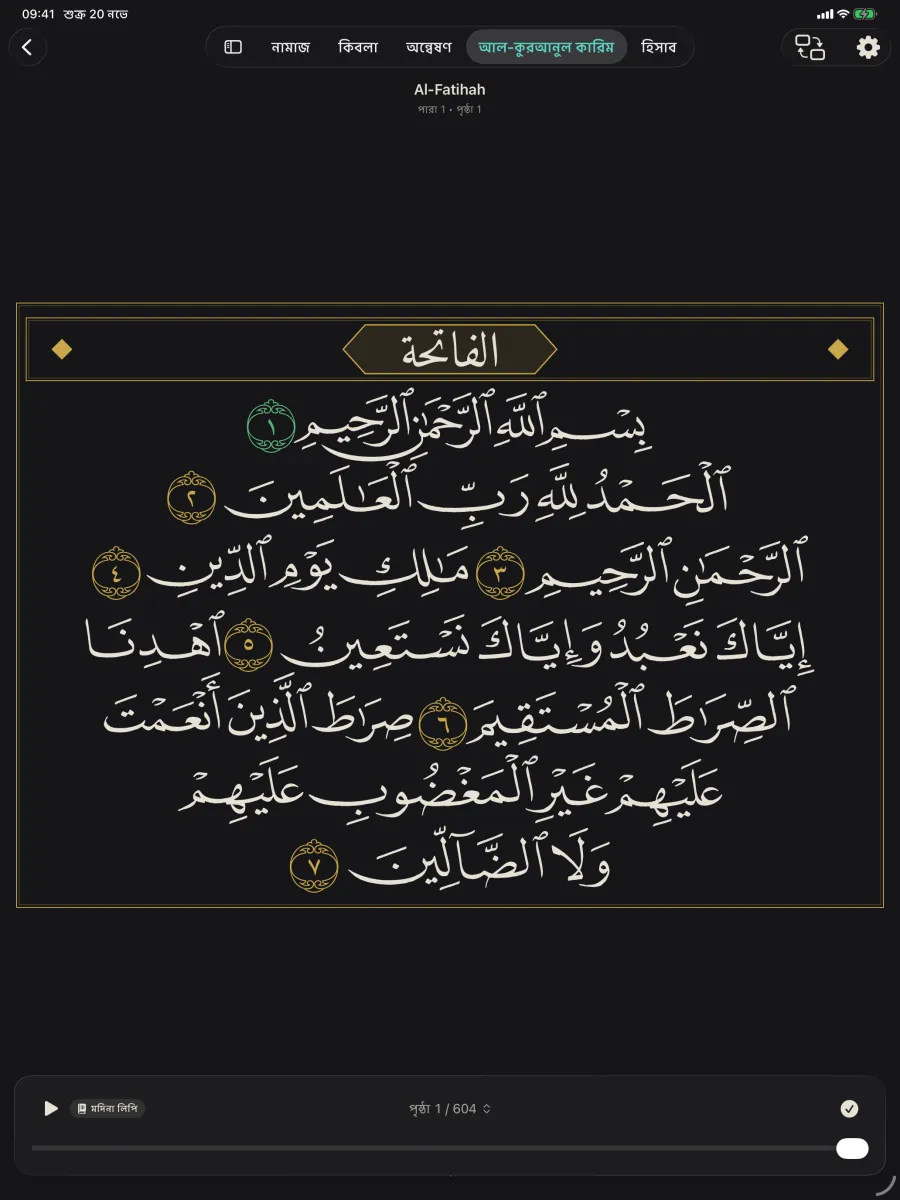 09:41 শুক্র 20 নভে
নামাজ কিবলা অন্বেষণ আল-কুরআনুল কারিম হিসাব
Al-Fatihah
পারা 1 • পৃষ্ঠা 1
الفاتحة
بِسْمِ ٱللَّهِ ٱلرَّحْمَٰنِ ٱلرَّحِيمِ ١
ٱلْحَمْدُ لِلَّهِ رَبِّ ٱلْعَٰلَمِينَ ٢
ٱلرَّحْمَٰنِ ٱلرَّحِيمِ ٣ مَٰلِكِ يَوْمِ ٱلدِّينِ ٤
إِيَّاكَ نَعْبُدُ وَإِيَّاكَ نَسْتَعِينُ ٥ ٱهْدِنَا
ٱلصِّرَٰطَ ٱلْمُسْتَقِيمَ ٦ صِرَٰطَ ٱلَّذِينَ أَنْعَمْتَ
عَلَيْهِمْ غَيْرِ ٱلْمَغْضُوبِ عَلَيْهِمْ
وَلَا ٱلضَّآلِّينَ ٧
মদিনা লিপি
পৃষ্ঠা 1 / 604